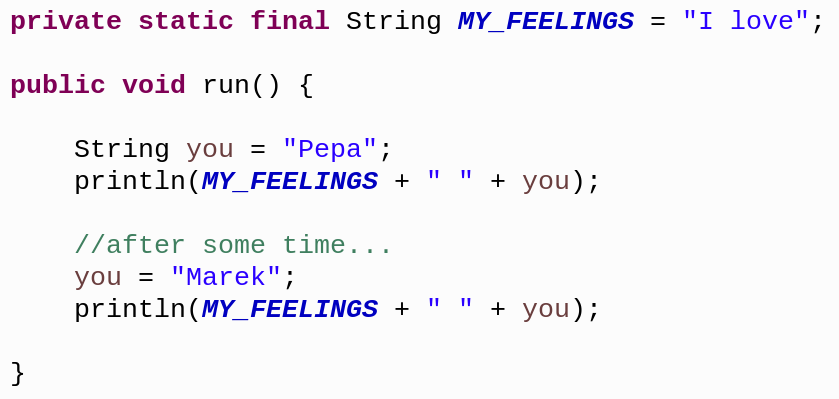 private static final String MY_FEELINGS = "I love";
public void run() {
String you = "Pepa";
println(MY_FEELINGS + " " + you);
//after some time...
you = "Marek";
println(MY_FEELINGS + " " + you);
}